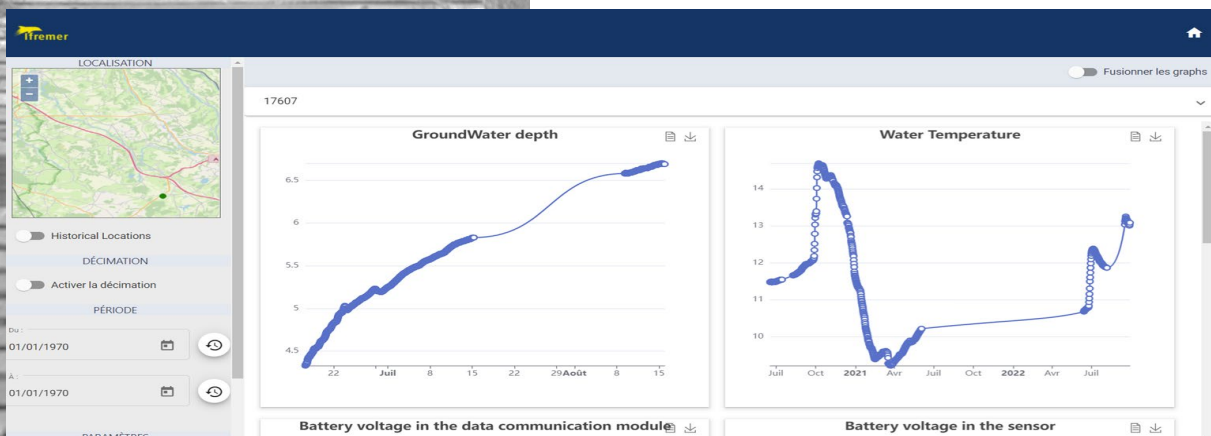 ifremer
LOCALISATION
+
−
Historical Locations
DÉCIMATION
Activer la décimation
PÉRIODE
Du :
01/01/1970
À :
01/01/1970
PARAMÈTRES
Fusionner les graphs
17607
GroundWater depth
6.5
6
5.5
5
4.5
22 Juil 8 15 22 29 Août 8 15
Water Temperature
14
13
12
11
10
Juil Oct 2021 Avr Juil Oct 2022 Avr Juil
Battery voltage in the data communication module
Battery voltage in the sensor